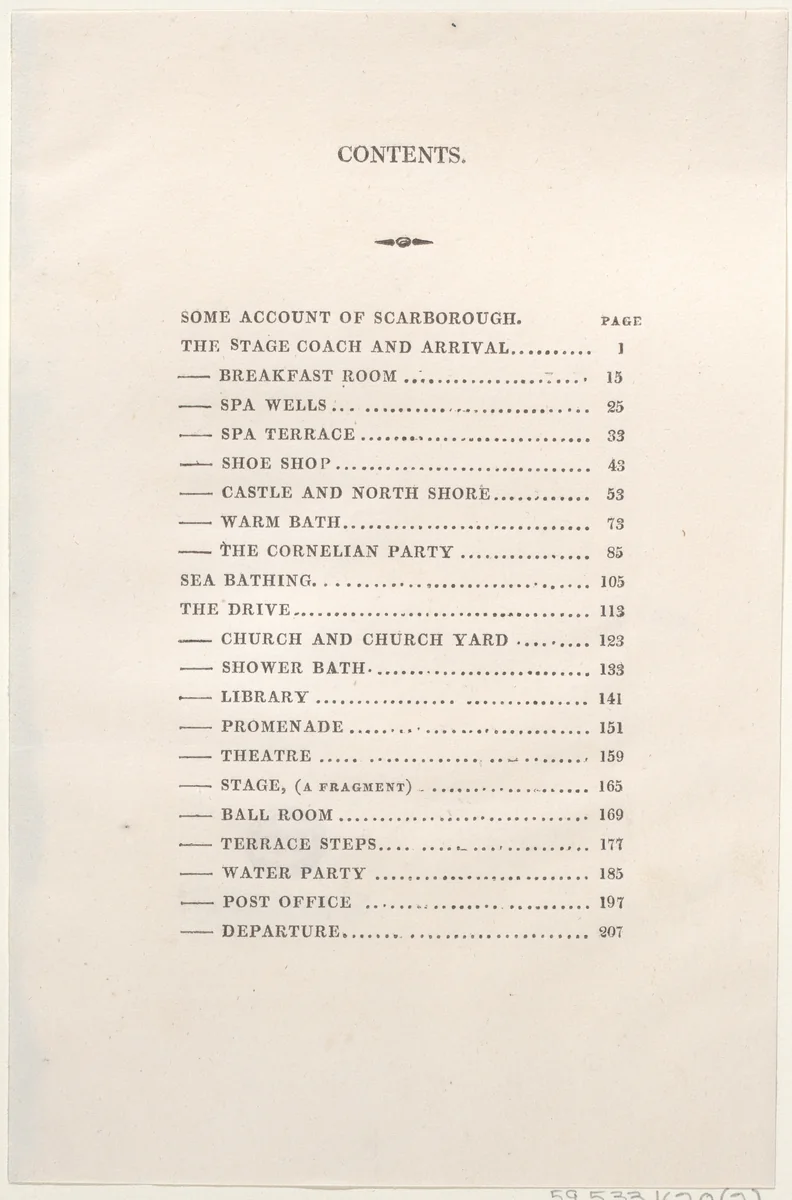 CONTENTS.
SOME ACCOUNT OF SCARBOROUGH. PAGE
THE STAGE COACH AND ARRIVAL.......... 1
—— BREAKFAST ROOM ...................... 15
—— SPA WELLS ... .......................... 25
—— SPA TERRACE ........................... 33
—— SHOE SHOP .............................. 43
—— CASTLE AND NORTH SHORE............ 53
—— WARM BATH............................. 73
—— THE CORNELIAN PARTY ................ 85
SEA BATHING................................. 105
THE DRIVE................................... 113
—— CHURCH AND CHURCH YARD ......... 123
—— SHOWER BATH.......................... 133
—— LIBRARY ................................ 141
—— PROMENADE ............................ 151
—— THEATRE ............................... 159
—— STAGE, (A FRAGMENT) ................... 165
—— BALL ROOM .............................. 169
—— TERRACE STEPS.... .................... 177
—— WATER PARTY .......................... 185
—— POST OFFICE ........................... 197
—— DEPARTURE............................. 207